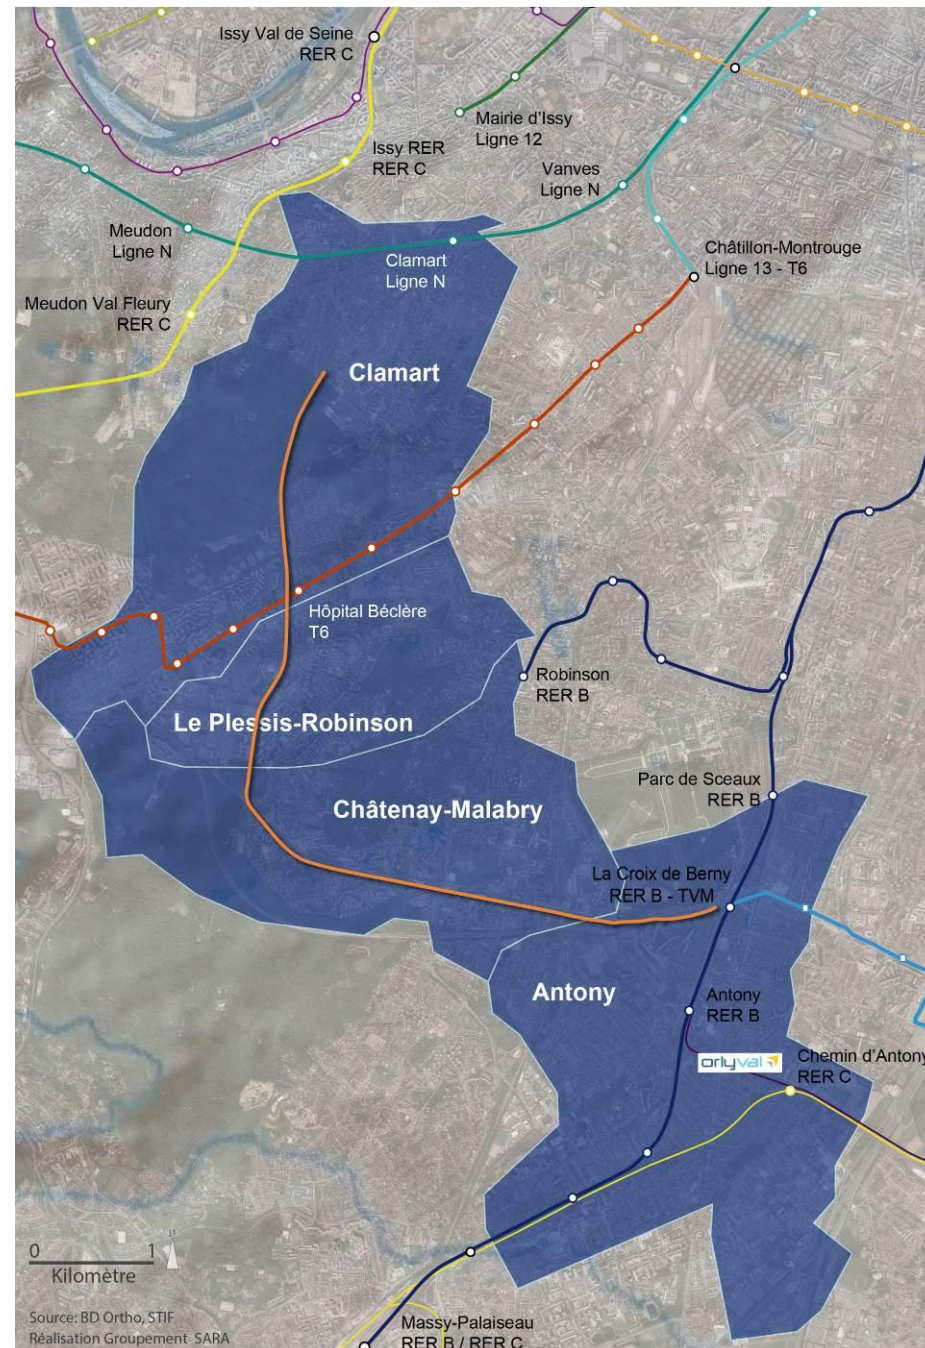 Issy Val de Seine
RER C
Mairie d'Issy
Ligne 12
Issy RER
RER C
Vanves
Ligne N
Meudon
Ligne N
Clamart
Ligne N
Châtillon-Montrouge
Ligne 13 - T6
Meudon Val Fleury
RER C
Clamart
Hôpital Béclère
T6
Robinson
RER B
Le Plessis-Robinson
Parc de Sceaux
RER B
Châtenay-Malabry
La Croix de Berny
RER B - TVM
Antony
Antony
RER B
orlyval
Chemin d'Antony
RER C
0 1
Kilomètre
Source: BD Ortho, STIF
Réalisation Groupement SARA
Massy-Palaiseau
RER B / RER C